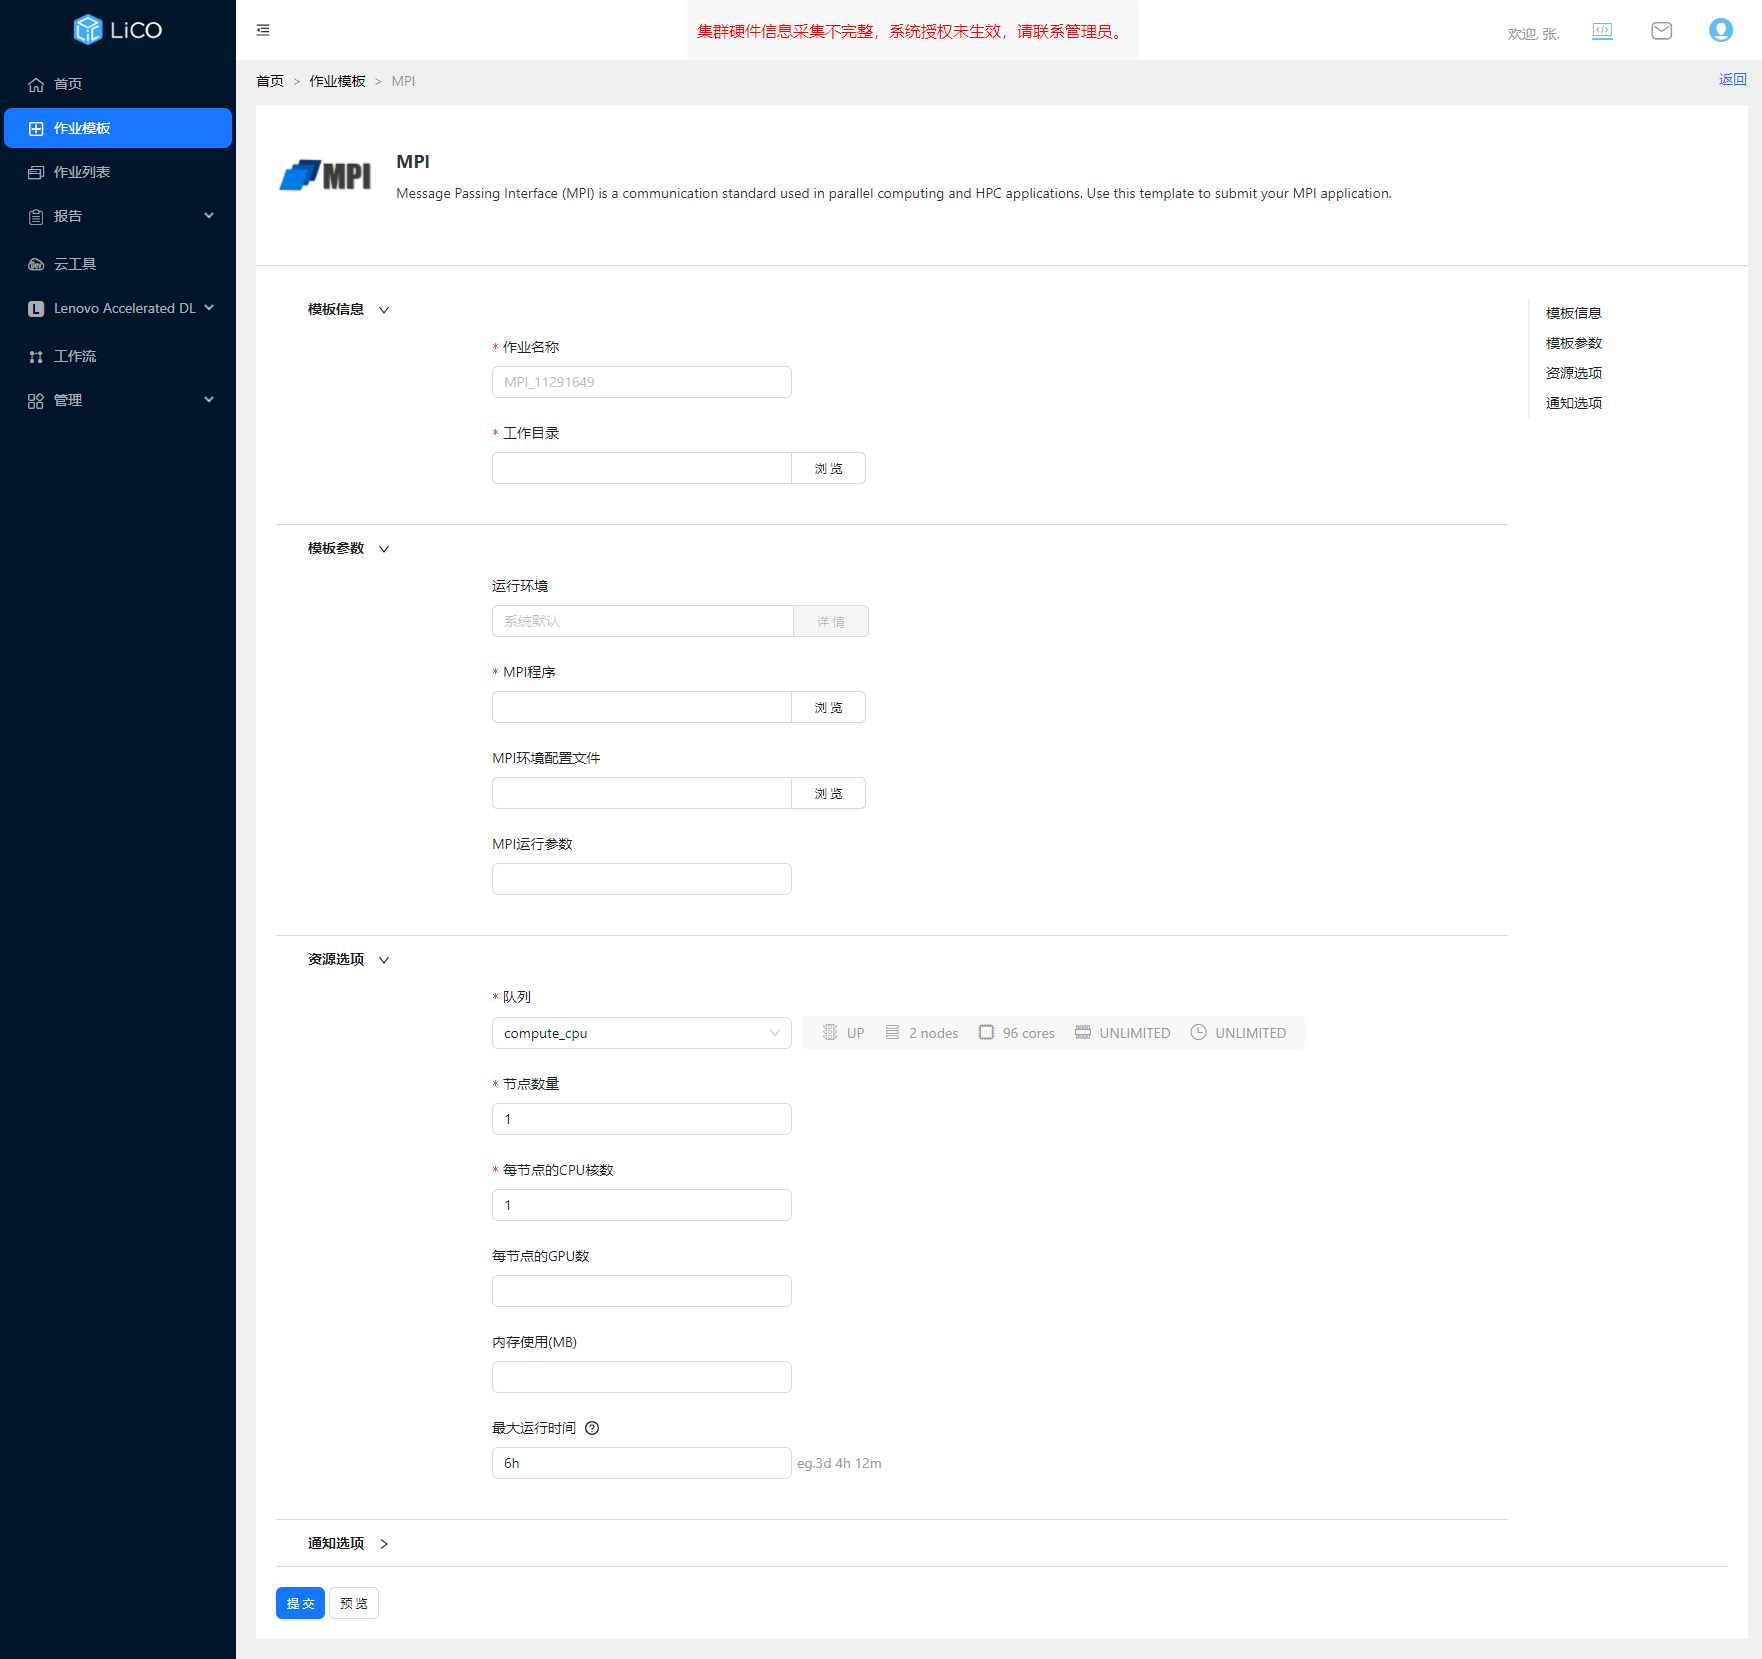 LiCO
集群硬件信息采集不完整，系统授权未生效，请联系管理员。
欢迎, 张.
首页
作业模板
作业列表
报告
云工具
Lenovo Accelerated DL
工作流
管理
首页 > 作业模板 > MPI
返回
MPI
MPI
Message Passing Interface (MPI) is a communication standard used in parallel computing and HPC applications. Use this template to submit your MPI application.
模板信息
* 作业名称
MPI_11291649
* 工作目录
浏 览
模板参数
运行环境
系统默认
详 情
* MPI程序
浏 览
MPI环境配置文件
浏 览
MPI运行参数
资源选项
* 队列
compute_cpu
UP 2 nodes 96 cores UNLIMITED UNLIMITED
* 节点数量
1
* 每节点的CPU核数
1
每节点的GPU数
内存使用(MB)
最大运行时间
6h
eg.3d 4h 12m
通知选项
提 交
预 览
模板信息
模板参数
资源选项
通知选项